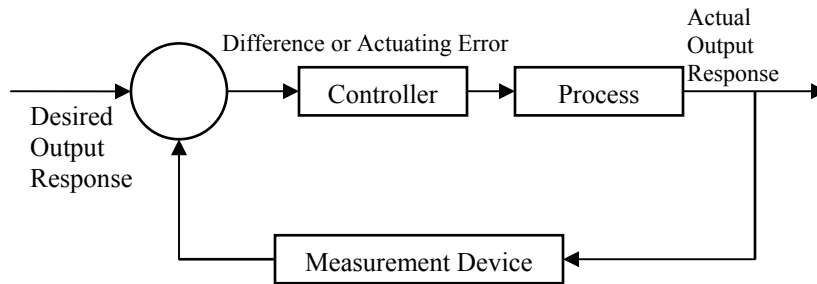 Difference or Actuating Error
Actual
Output
Response
Controller
Process
Desired
Output
Response
Measurement Device